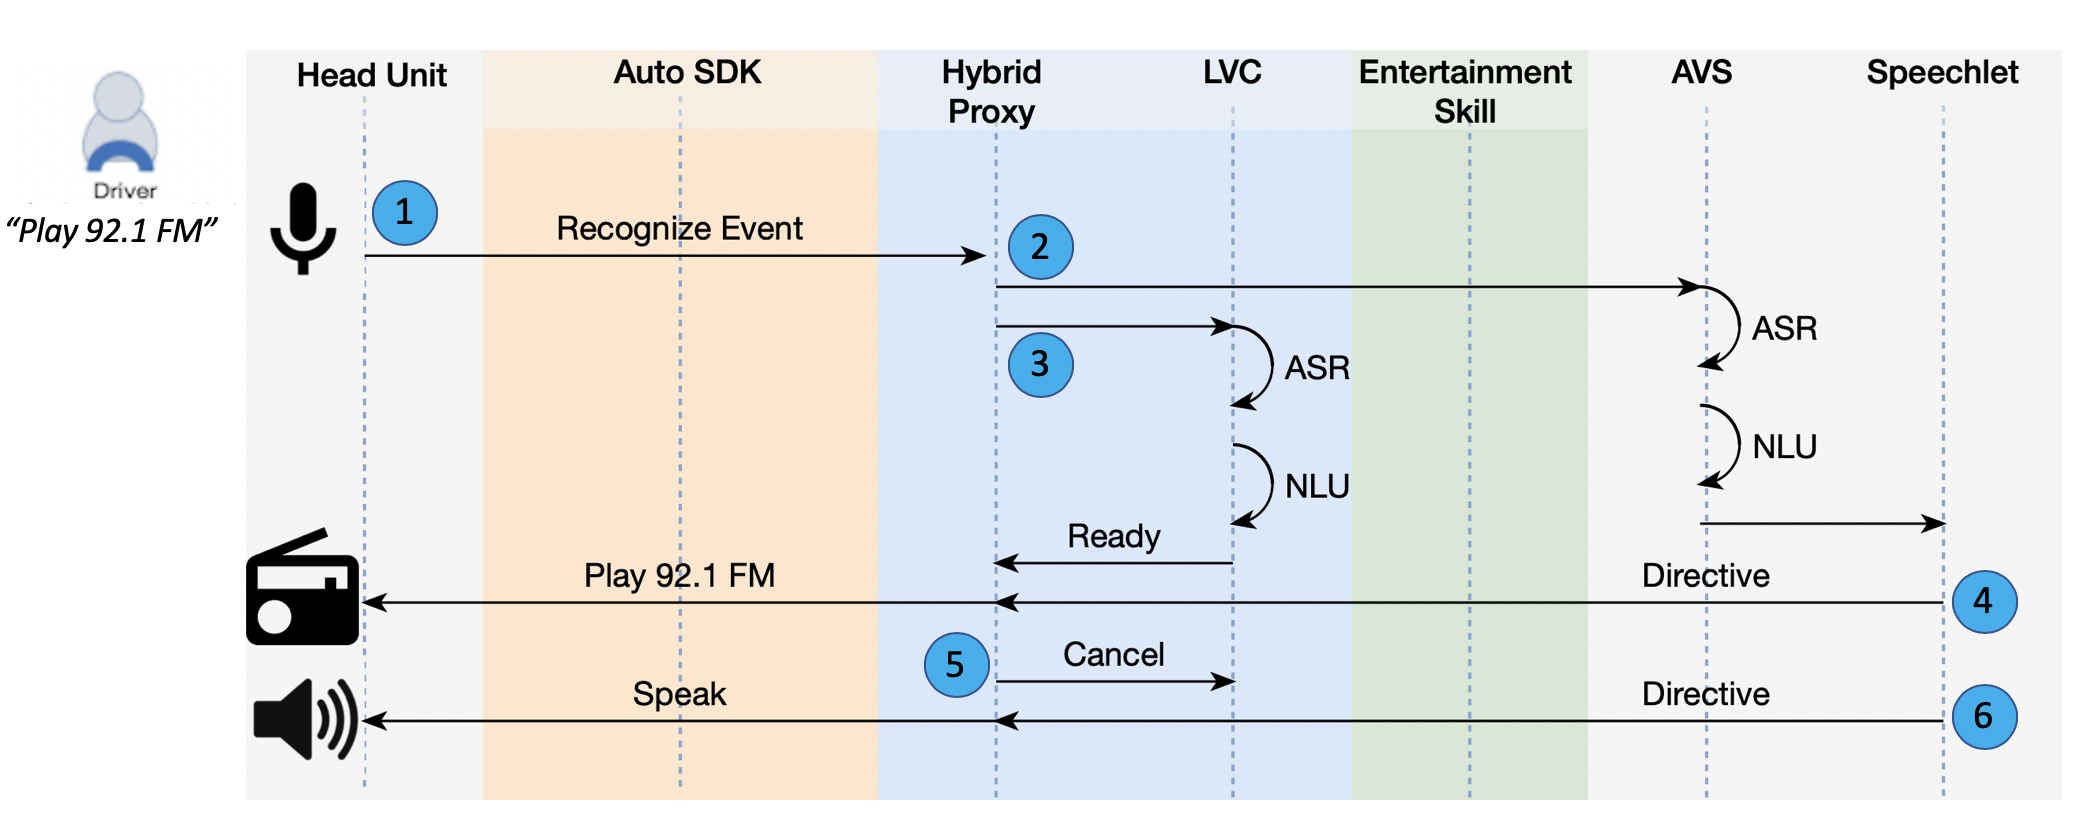 Head Unit
Auto SDK
Hybrid
Proxy
LVC
Entertainment
Skill
AVS
Speechlet
Driver
“Play 92.1 FM”
1
Recognize Event
2
ASR
3
ASR
NLU
NLU
Ready
Play 92.1 FM
Directive
4
5
Cancel
Speak
Directive
6